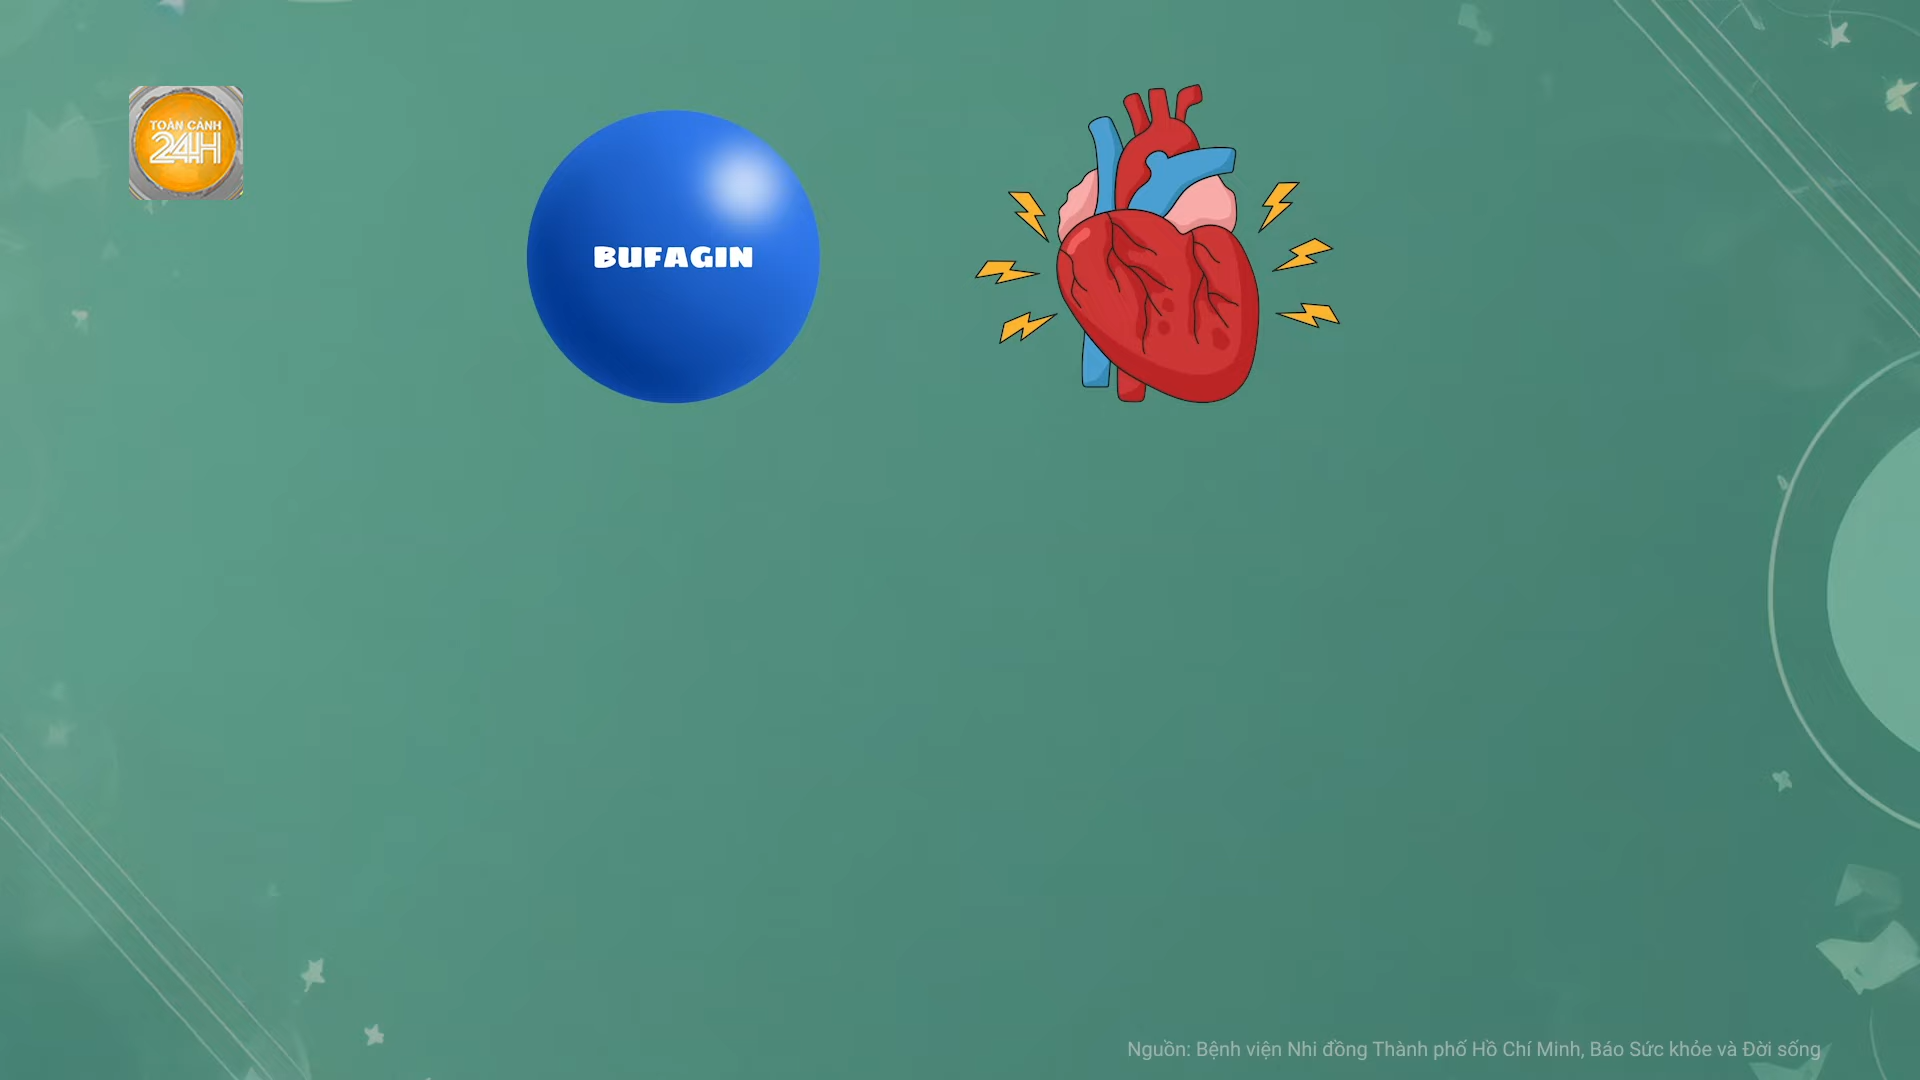 TOÀN CẢNH
24H
BUFAGIN
Nguồn: Bệnh viện Nhi đồng Thành phố Hồ Chí Minh, Báo Sức khỏe và Đời sống